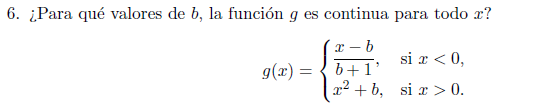 6. ¿Para qué valores de b, la función g es continua para todo x?
g(x) = { (x − b)/(b + 1), si x < 0,
x² + b, si x > 0.